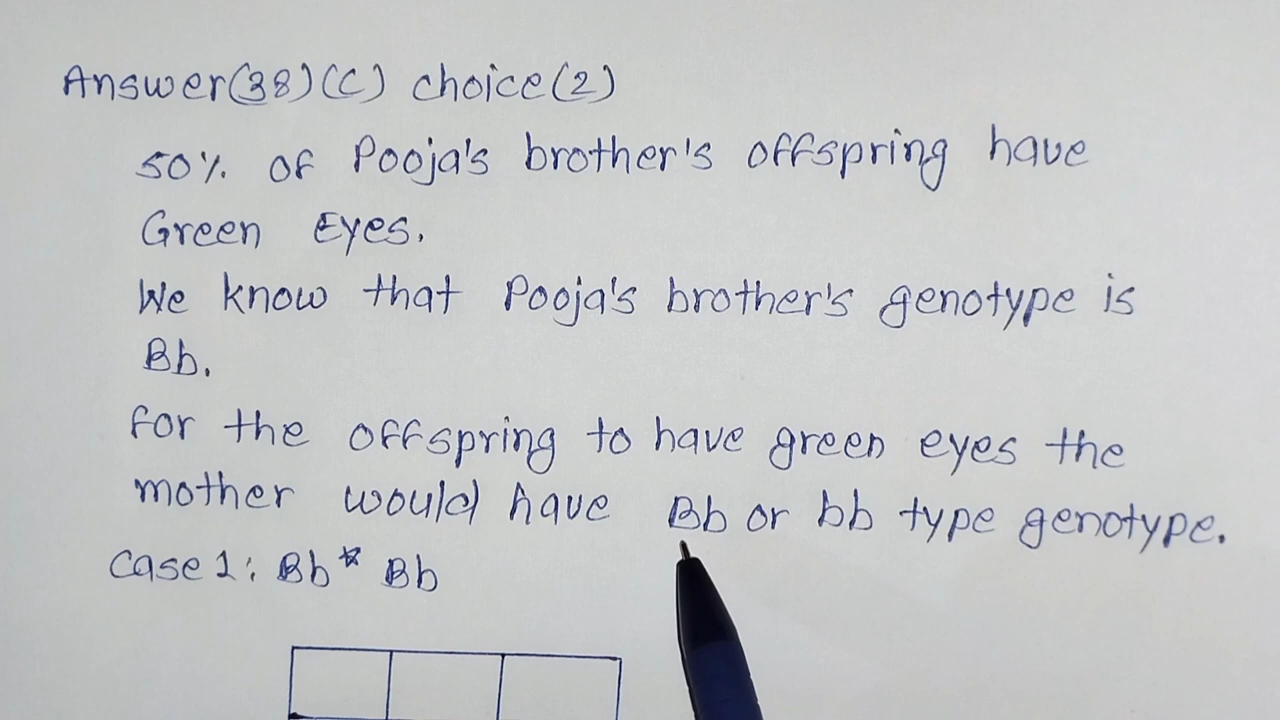 Answer(38)(C) choice(2)
50% of Pooja's brother's offspring have
Green Eyes.
We know that Pooja's brother's genotype is
Bb.
for the offspring to have green eyes the
mother would have Bb or bb type genotype.
Case 1: Bb * Bb